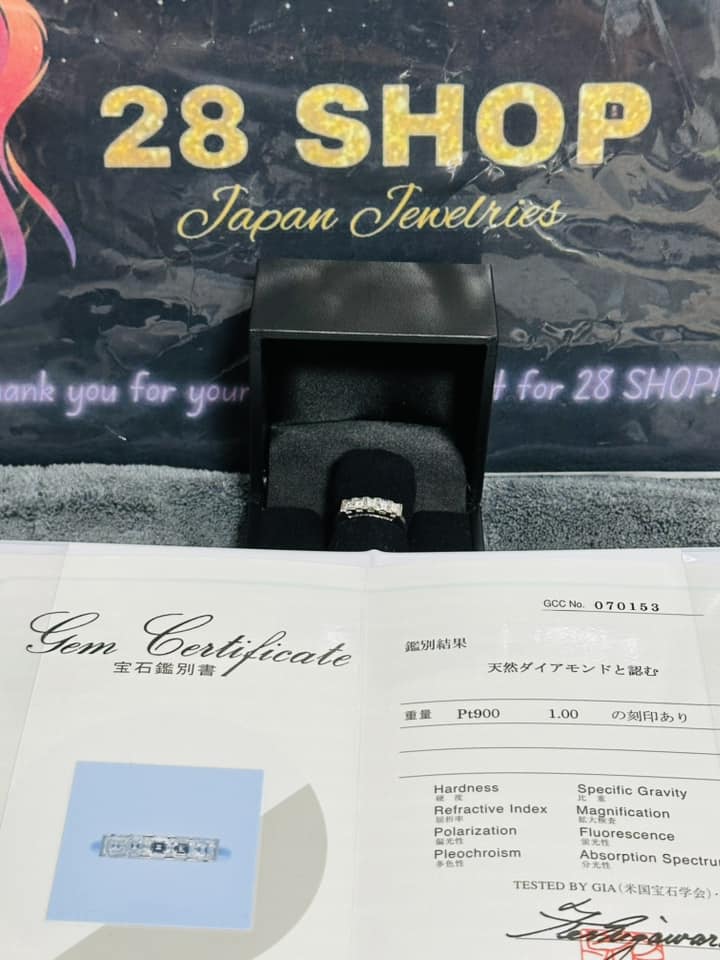 28 SHOP
Japan Jewelries
hank you for your
for 28 SHOP!
GCC No. 070153
Gem Certificate
宝石鑑別書
鑑別結果
天然ダイアモンドと認む
重量 Pt900 1.00 の刻印あり
Hardness
硬度
Specific Gravity
比重
Refractive Index
屈折率
Magnification
拡大検査
Polarization
偏光性
Fluorescence
蛍光性
Pleochroism
多色性
Absorption Spectru
分光性
TESTED BY GIA(米国宝石学会)・